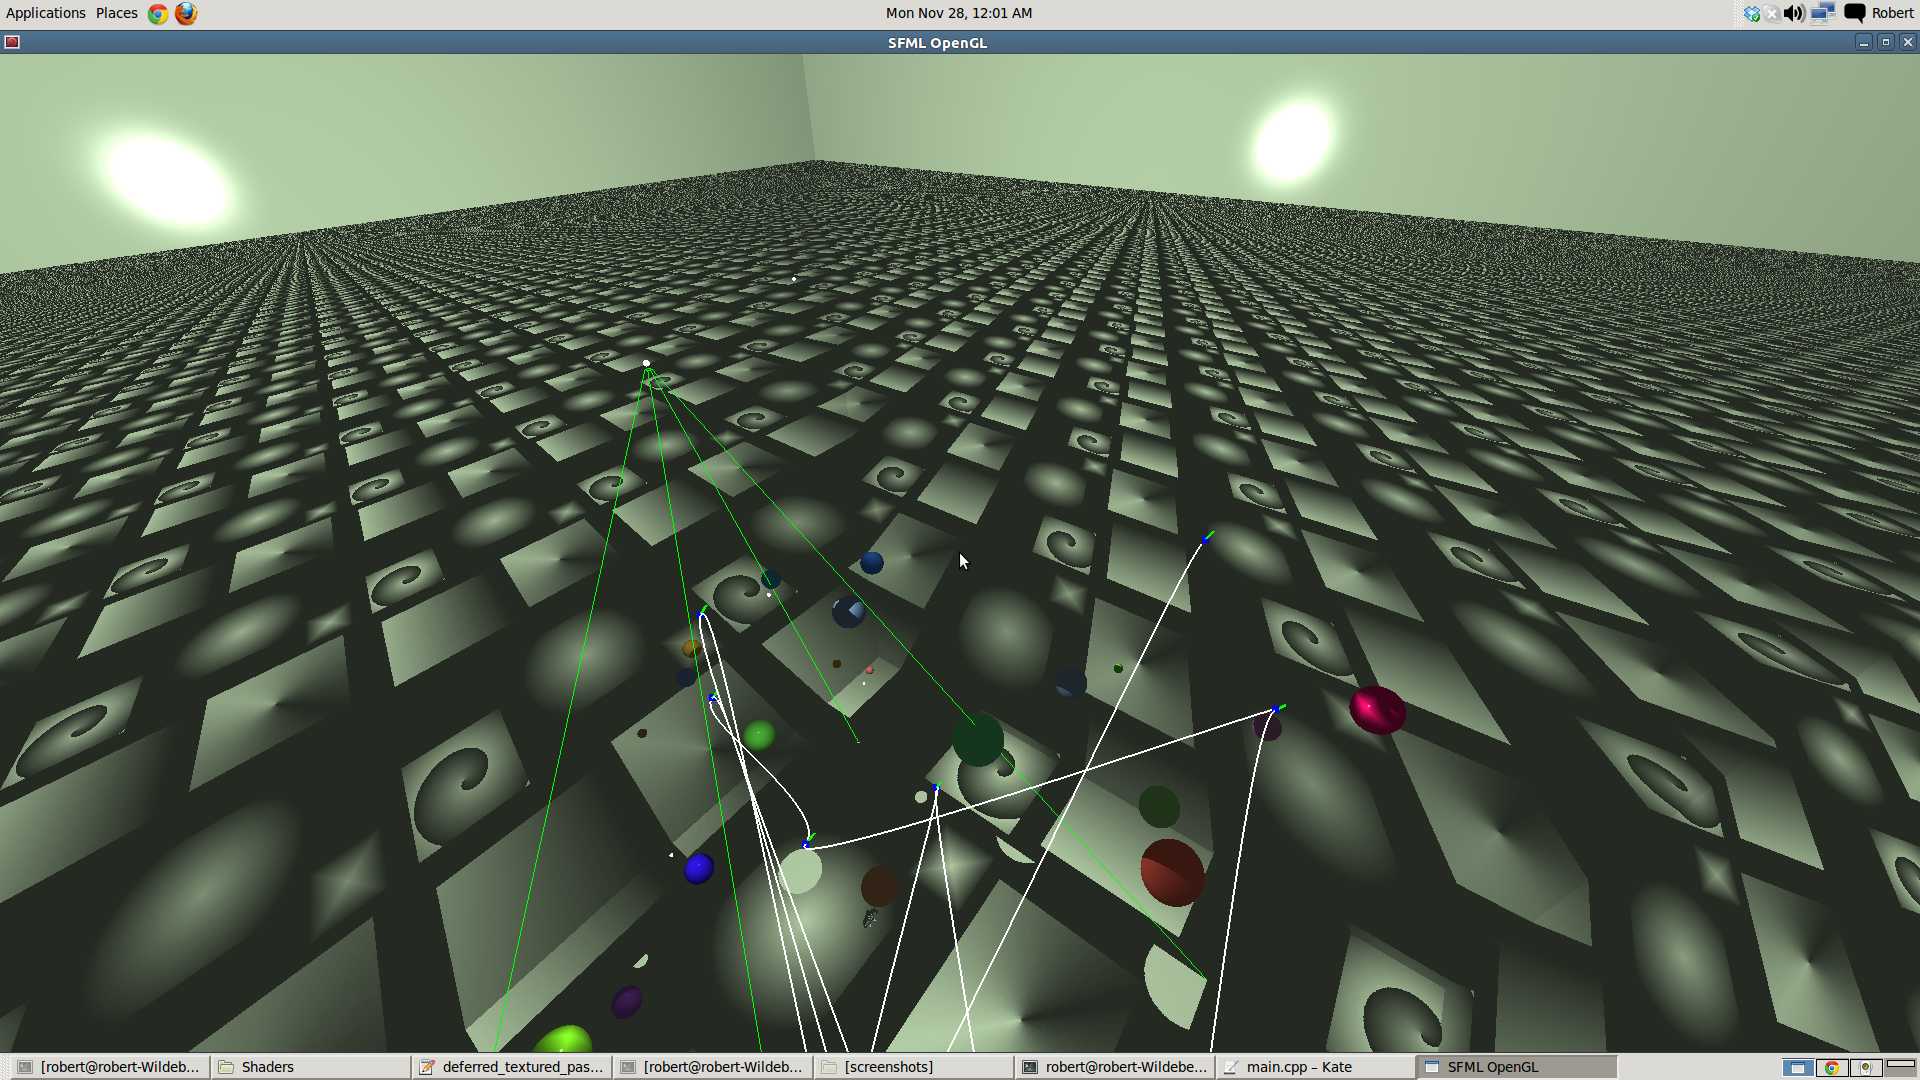 Applications Places Mon Nov 28, 12:01 AM Robert
SFML OpenGL
[robert@robert-Wildeb... Shaders deferred_textured_pas... [robert@robert-Wildeb... [screenshots] robert@robert-Wildebe... main.cpp – Kate SFML OpenGL